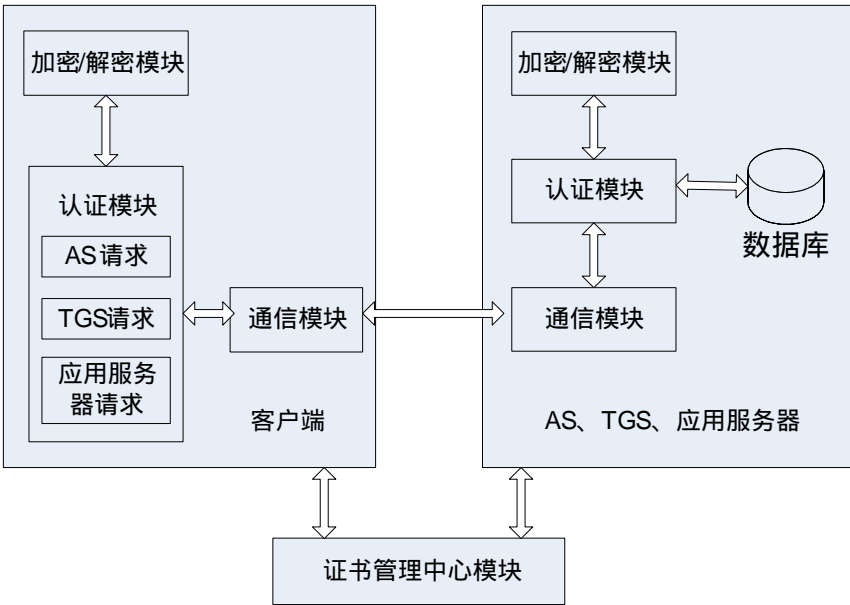 加密/解密模块
认证模块
AS请求
TGS请求
应用服务
器请求
通信模块
客户端
加密/解密模块
认证模块
数据库
通信模块
AS、TGS、应用服务器
证书管理中心模块